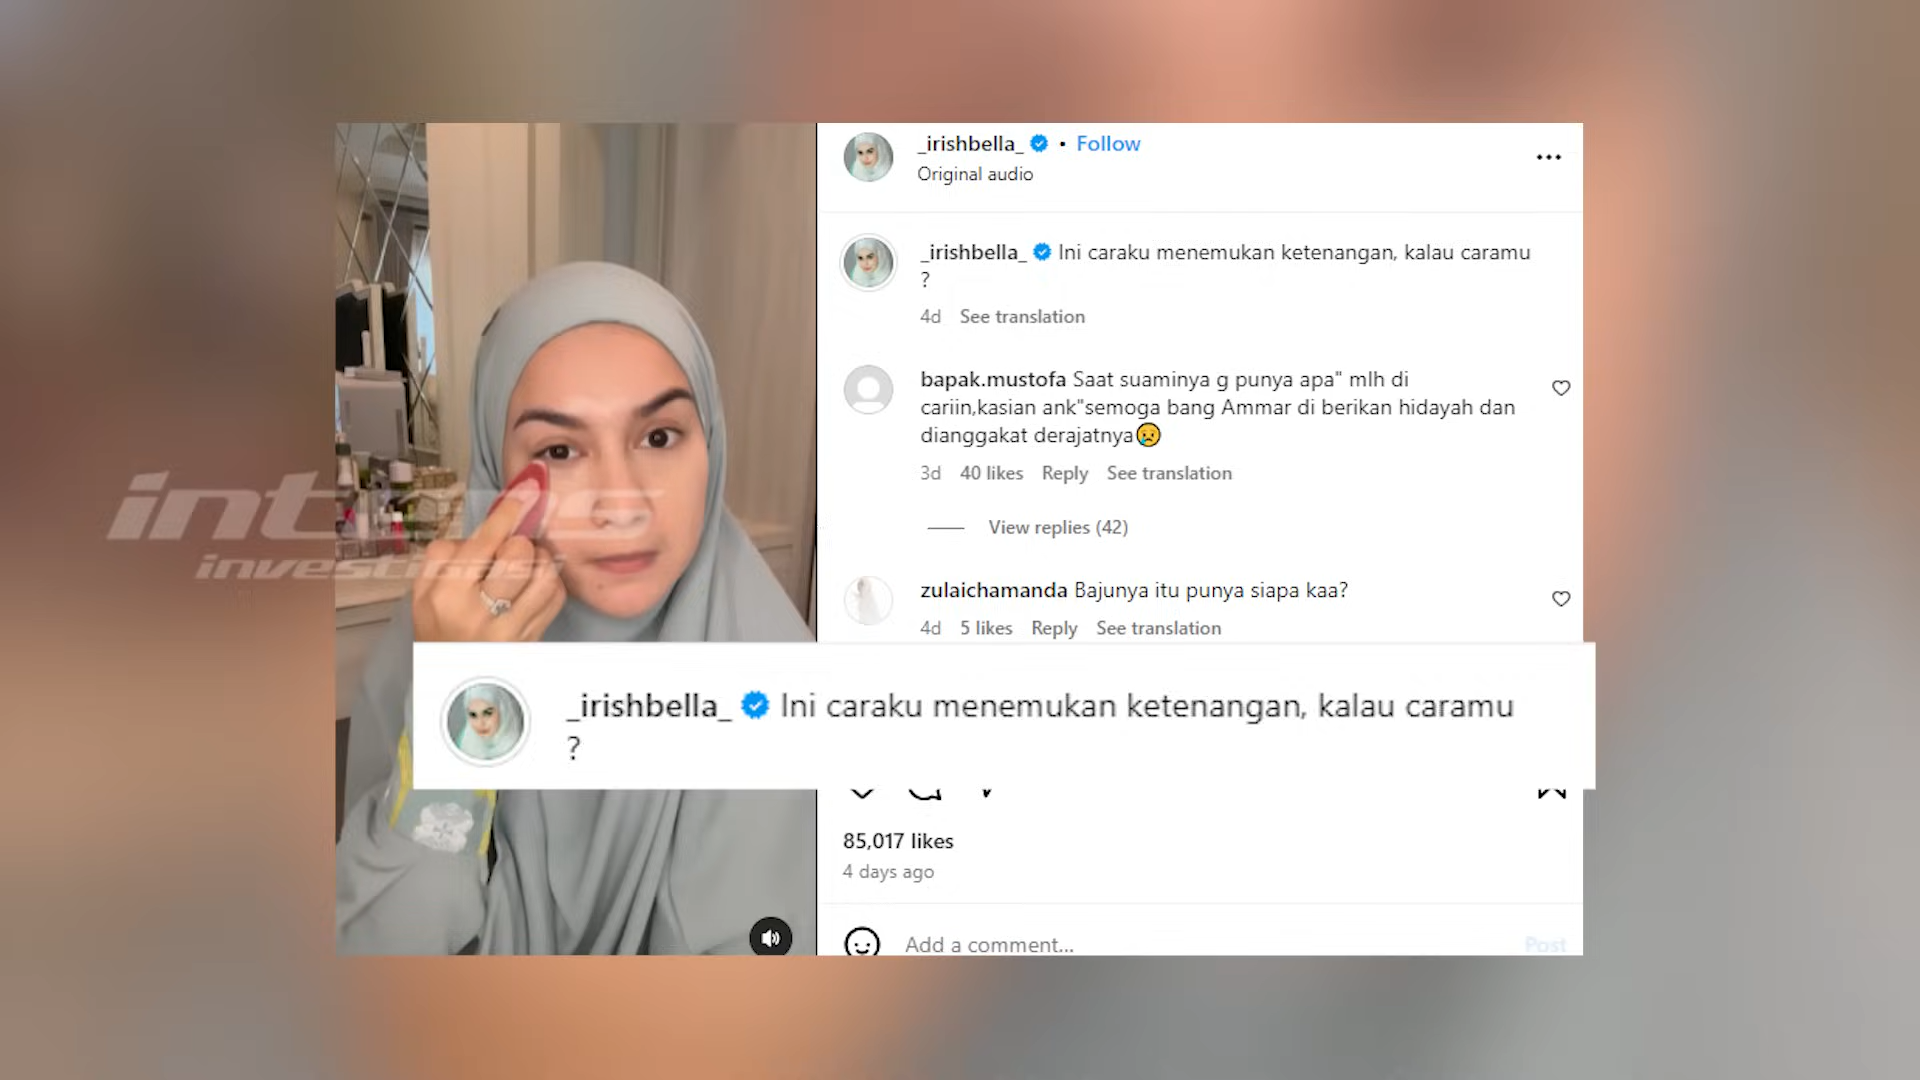 _irishbella_ • Follow
Original audio
_irishbella_ Ini caraku menemukan ketenangan, kalau caramu
?
4d See translation
bapak.mustofa Saat suaminya g punya apa" mlh di
cariin,kasian ank"semoga bang Ammar di berikan hidayah dan
dianggakat derajatnya😢
3d 40 likes Reply See translation
View replies (42)
zulaichamanda Bajunya itu punya siapa kaa?
4d 5 likes Reply See translation
intens
investigasi
_irishbella_ Ini caraku menemukan ketenangan, kalau caramu
?
85,017 likes
4 days ago
Add a comment... Post